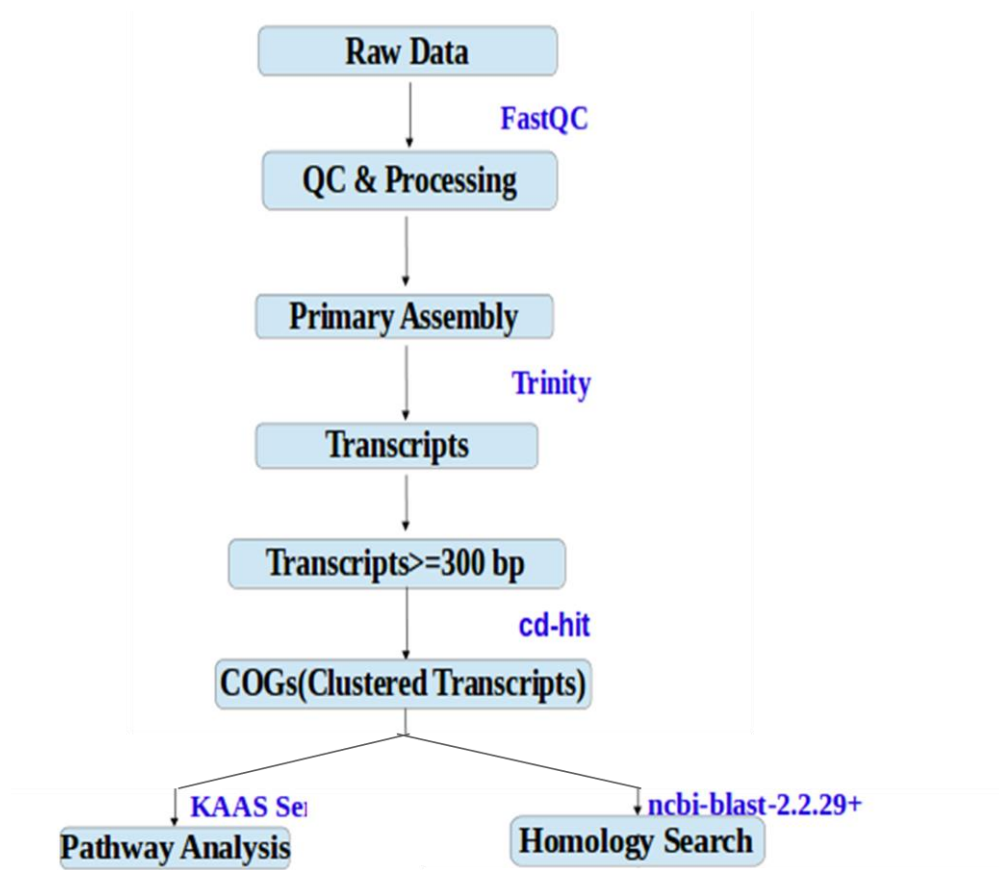 Raw Data
FastQC
QC & Processing
Primary Assembly
Trinity
Transcripts
Transcripts>=300 bp
cd-hit
COGs(Clustered Transcripts)
KAAS
ncbi-blast-2.2.29+
Pathway Analysis
Homology Search